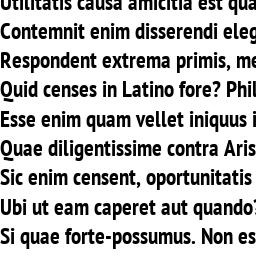 Utilitatis causa amicitia est qua
Contemnit enim disserendi eleg
Respondent extrema primis, me
Quid censes in Latino fore? Phil
Esse enim quam vellet iniquus i
Quae diligentissime contra Aris
Sic enim censent, oportunitatis
Ubi ut eam caperet aut quando?
Si quae forte-possumus. Non es